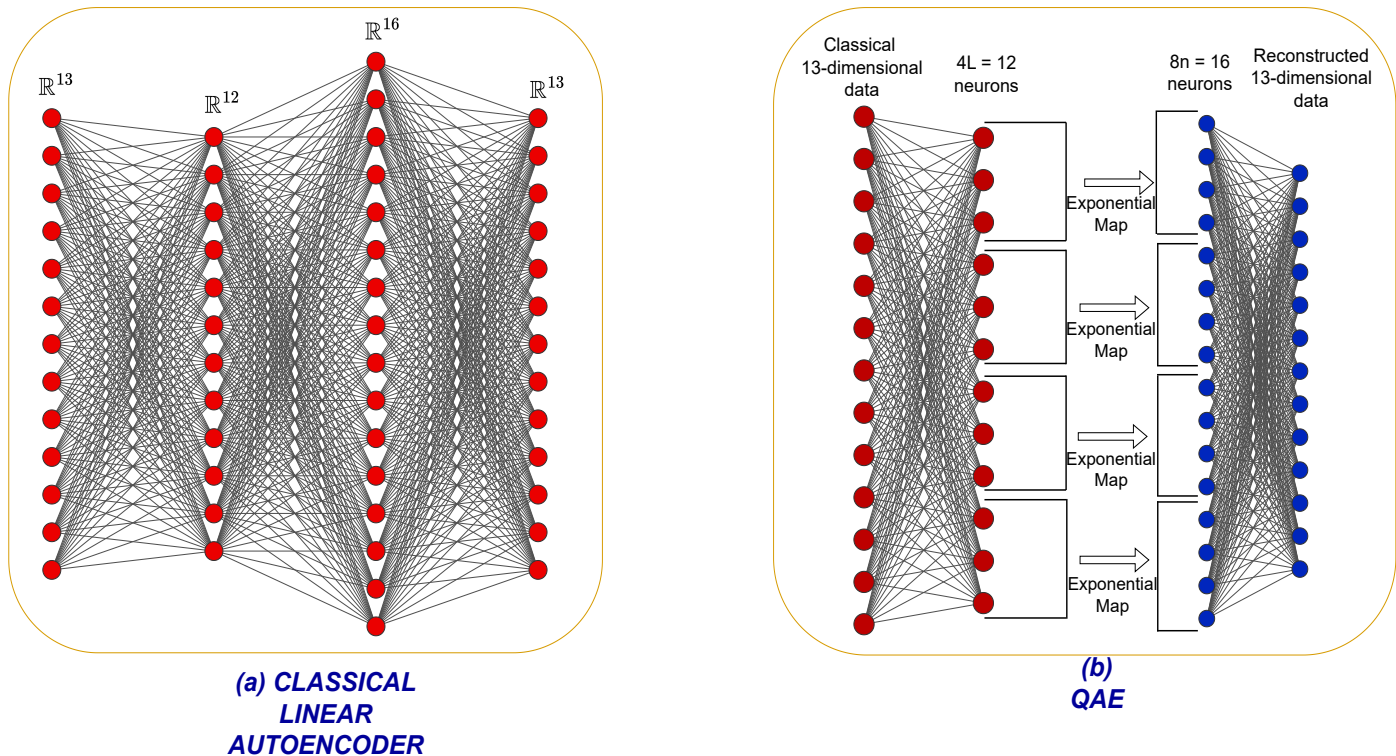 ℝ¹³
ℝ¹²
ℝ¹⁶
ℝ¹³
(a) CLASSICAL
LINEAR
AUTOENCODER
Classical
13-dimensional
data
4L = 12
neurons
Exponential
Map
Exponential
Map
Exponential
Map
Exponential
Map
8n = 16
neurons
Reconstructed
13-dimensional
data
(b)
QAE